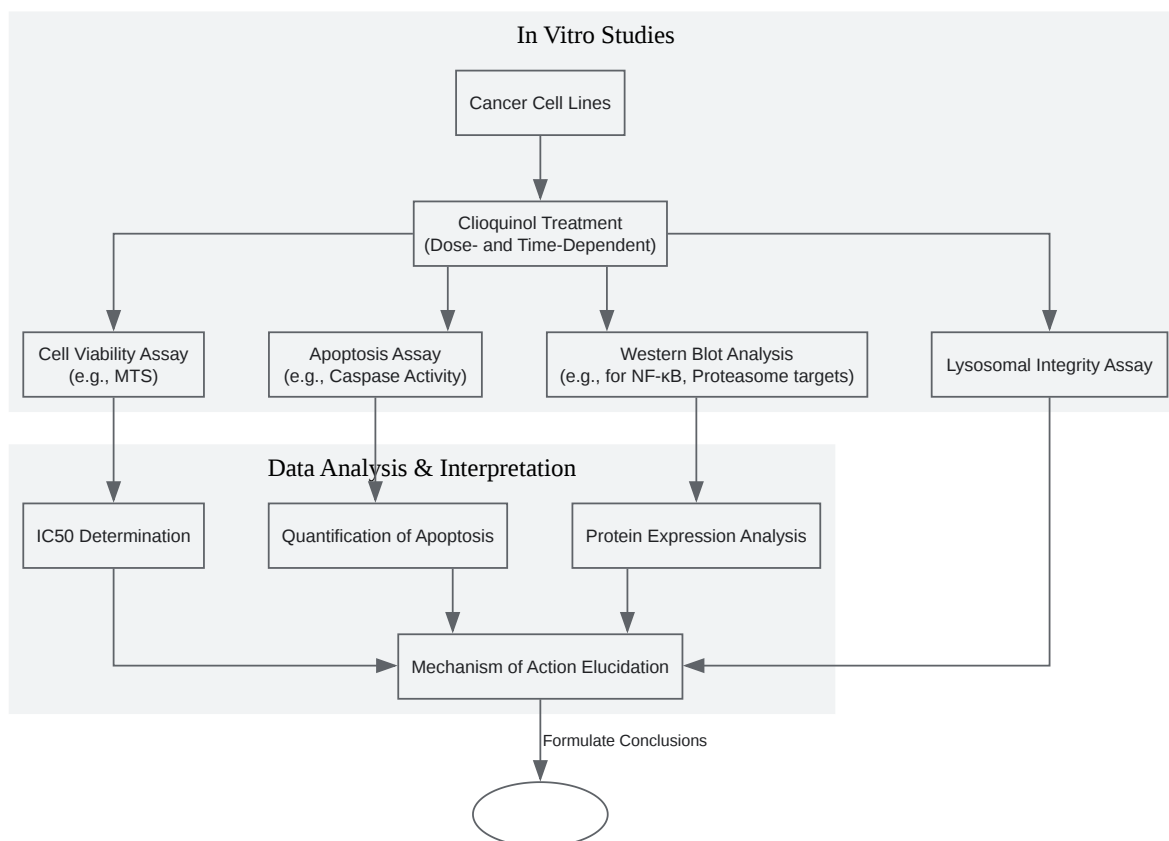 In Vitro Studies
Cancer Cell Lines
Clioquinol Treatment
(Dose- and Time-Dependent)
Cell Viability Assay
(e.g., MTS)
Apoptosis Assay
(e.g., Caspase Activity)
Western Blot Analysis
(e.g., for NF-κB, Proteasome targets)
Lysosomal Integrity Assay
Data Analysis & Interpretation
IC50 Determination
Quantification of Apoptosis
Protein Expression Analysis
Mechanism of Action Elucidation
Formulate Conclusions